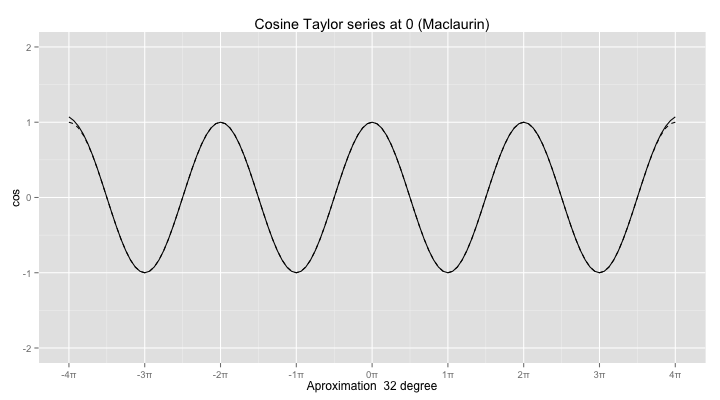 Cosine Taylor series at 0 (Maclaurin)
2
1
0
-1
-2
cos
-4π -3π -2π -1π 0π 1π 2π 3π 4π
Aproximation  32 degree